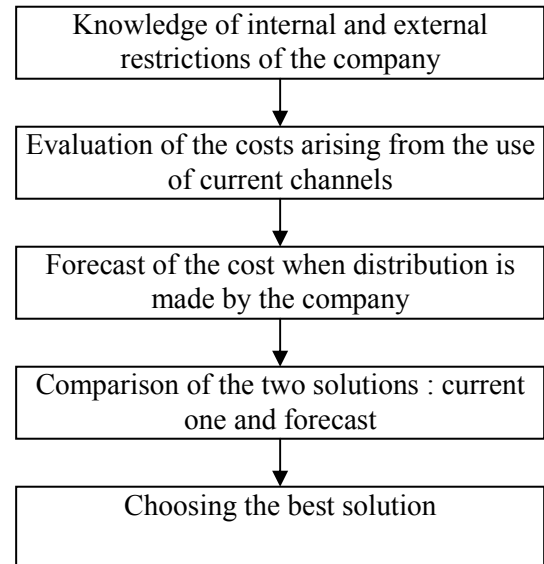 Knowledge of internal and external
restrictions of the company
Evaluation of the costs arising from the use
of current channels
Forecast of the cost when distribution is
made by the company
Comparison of the two solutions : current
one and forecast
Choosing the best solution